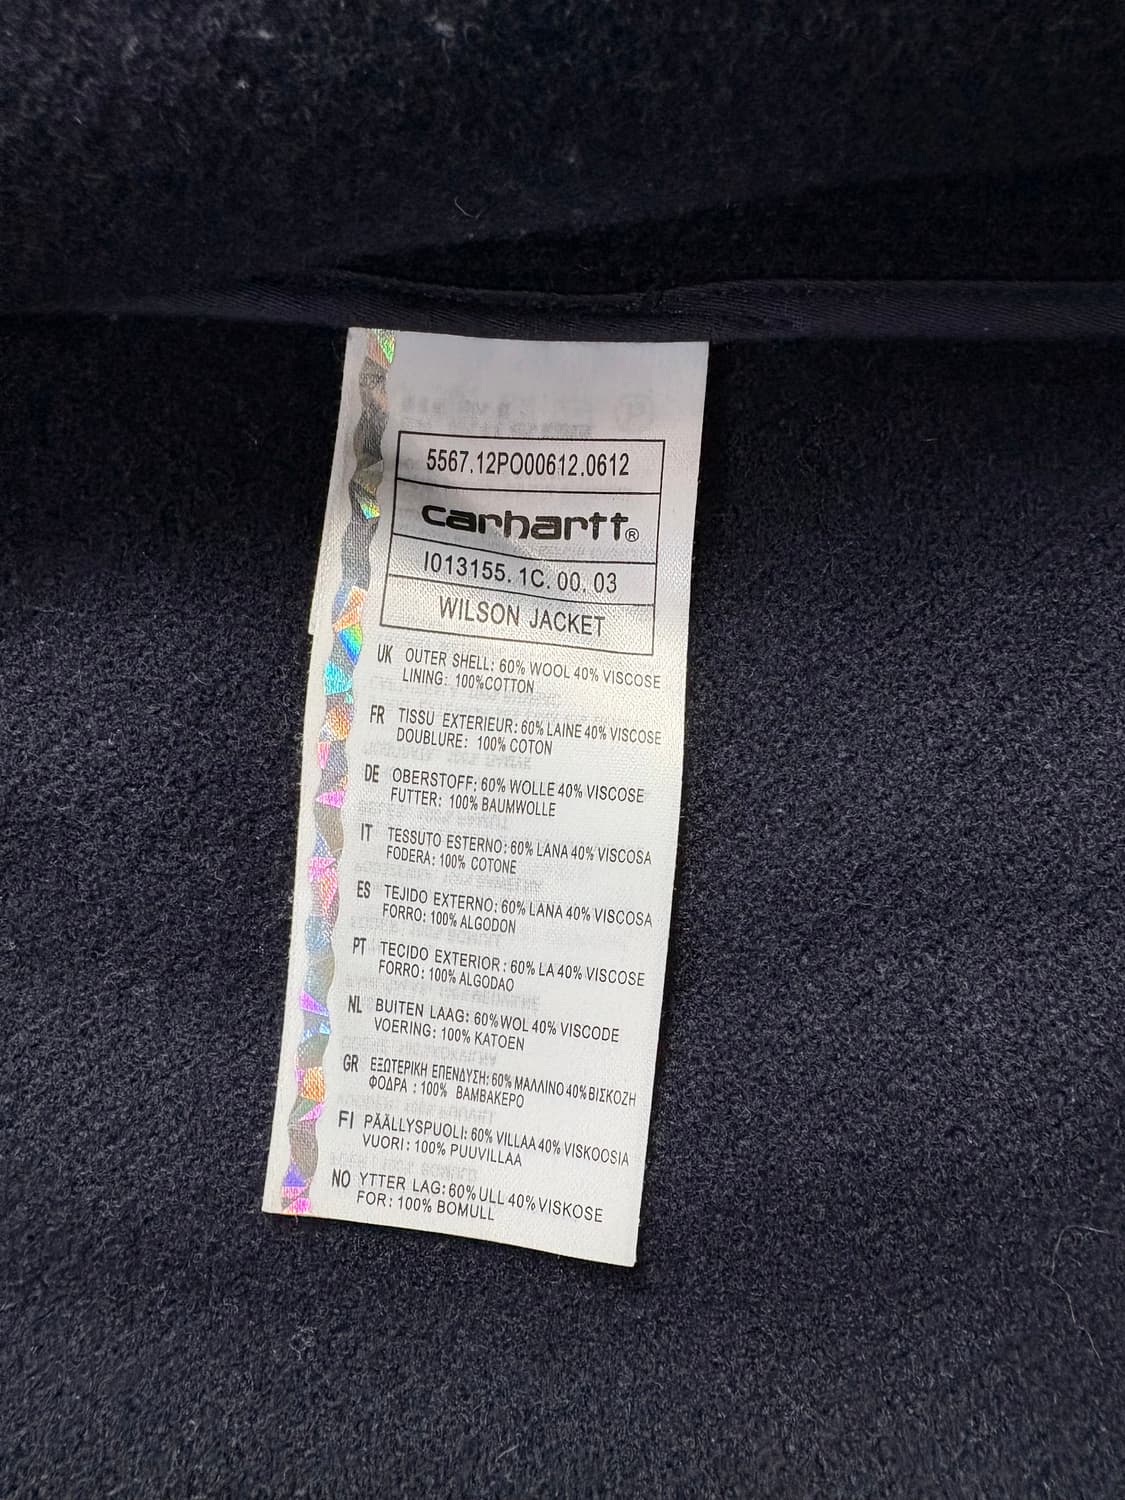 5567.12PO00612.0612
carhartt®
I013155.1C.00.03
WILSON JACKET
UK OUTER SHELL: 60% WOOL 40% VISCOSE
LINING: 100%COTTON
FR TISSU EXTERIEUR: 60% LAINE 40% VISCOSE
DOUBLURE: 100% COTON
DE OBERSTOFF: 60% WOLLE 40% VISCOSE
FUTTER: 100% BAUMWOLLE
IT TESSUTO ESTERNO: 60% LANA 40% VISCOSA
FODERA: 100% COTONE
ES TEJIDO EXTERNO: 60% LANA 40% VISCOSA
FORRO: 100% ALGODON
PT TECIDO EXTERIOR: 60% LA 40% VISCOSE
FORRO: 100% ALGODAO
NL BUITEN LAAG: 60% WOL 40% VISCODE
VOERING: 100% KATOEN
GR ΕΞΩΤΕΡΙΚΗ ΕΠΕΝΔΥΣΗ: 60% ΜΑΛΛΙΝΟ 40% ΒΙΣΚΟΖΗ
ΦΟΔΡΑ : 100% ΒΑΜΒΑΚΕΡΟ
FI PÄÄLLYSPUOLI: 60% VILLAA 40% VISKOOSIA
VUORI: 100% PUUVILLAA
NO YTTER LAG: 60% ULL 40% VISKOSE
FOR: 100% BOMULL